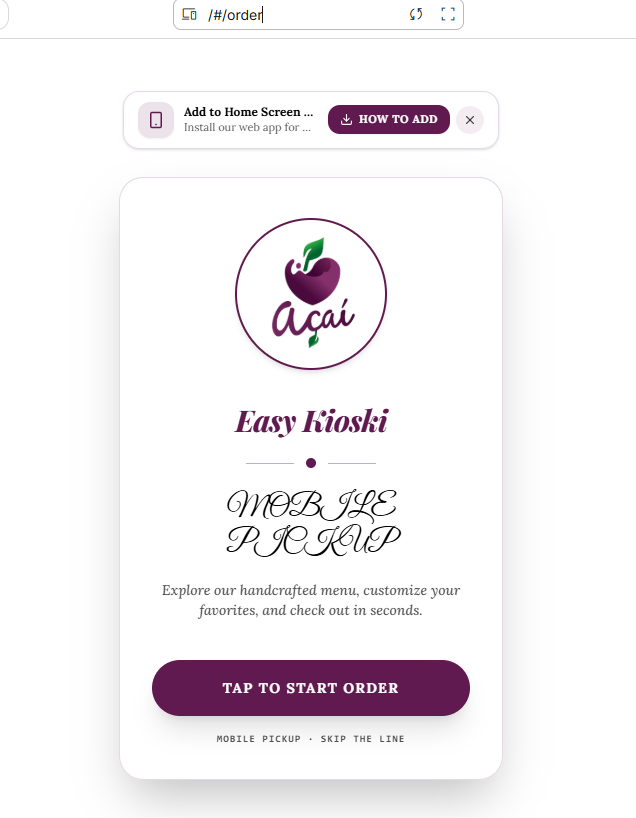 /#/order
Add to Home Screen ...
Install our web app for ...
HOW TO ADD
Açaí
Easy Kioski
MOBILE
PICKUP
Explore our handcrafted menu, customize your
favorites, and check out in seconds.
TAP TO START ORDER
MOBILE PICKUP · SKIP THE LINE